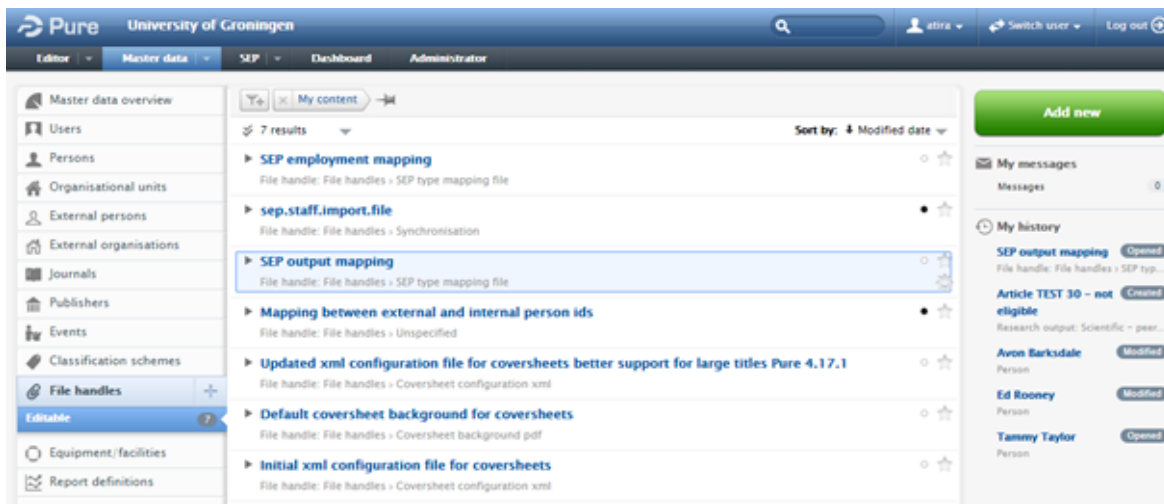 Pure University of Groningen atira Switch user Log out
Editor Master data SEP Dashboard Administrator
Master data overview
Users
Persons
Organisational units
External persons
External organisations
Journals
Publishers
Events
Classification schemes
File handles
Editable 7
Equipment/facilities
Report definitions
My content
7 results Sort by: Modified date
SEP employment mapping
File handle: File handles › SEP type mapping file
sep.staff.import.file
File handle: File handles › Synchronisation
SEP output mapping
File handle: File handles › SEP type mapping file
Mapping between external and internal person ids
File handle: File handles › Unspecified
Updated xml configuration file for coversheets better support for large titles Pure 4.17.1
File handle: File handles › Coversheet configuration xml
Default coversheet background for coversheets
File handle: File handles › Coversheet background pdf
Initial xml configuration file for coversheets
File handle: File handles › Coversheet configuration xml
Add new
My messages
Messages 0
My history
SEP output mapping Opened
File handle: File handles › SEP typ...
Article TEST 30 - not Created
eligible
Research output: Scientific - peer...
Avon Barksdale Modified
Person
Ed Rooney Modified
Person
Tammy Taylor Opened
Person